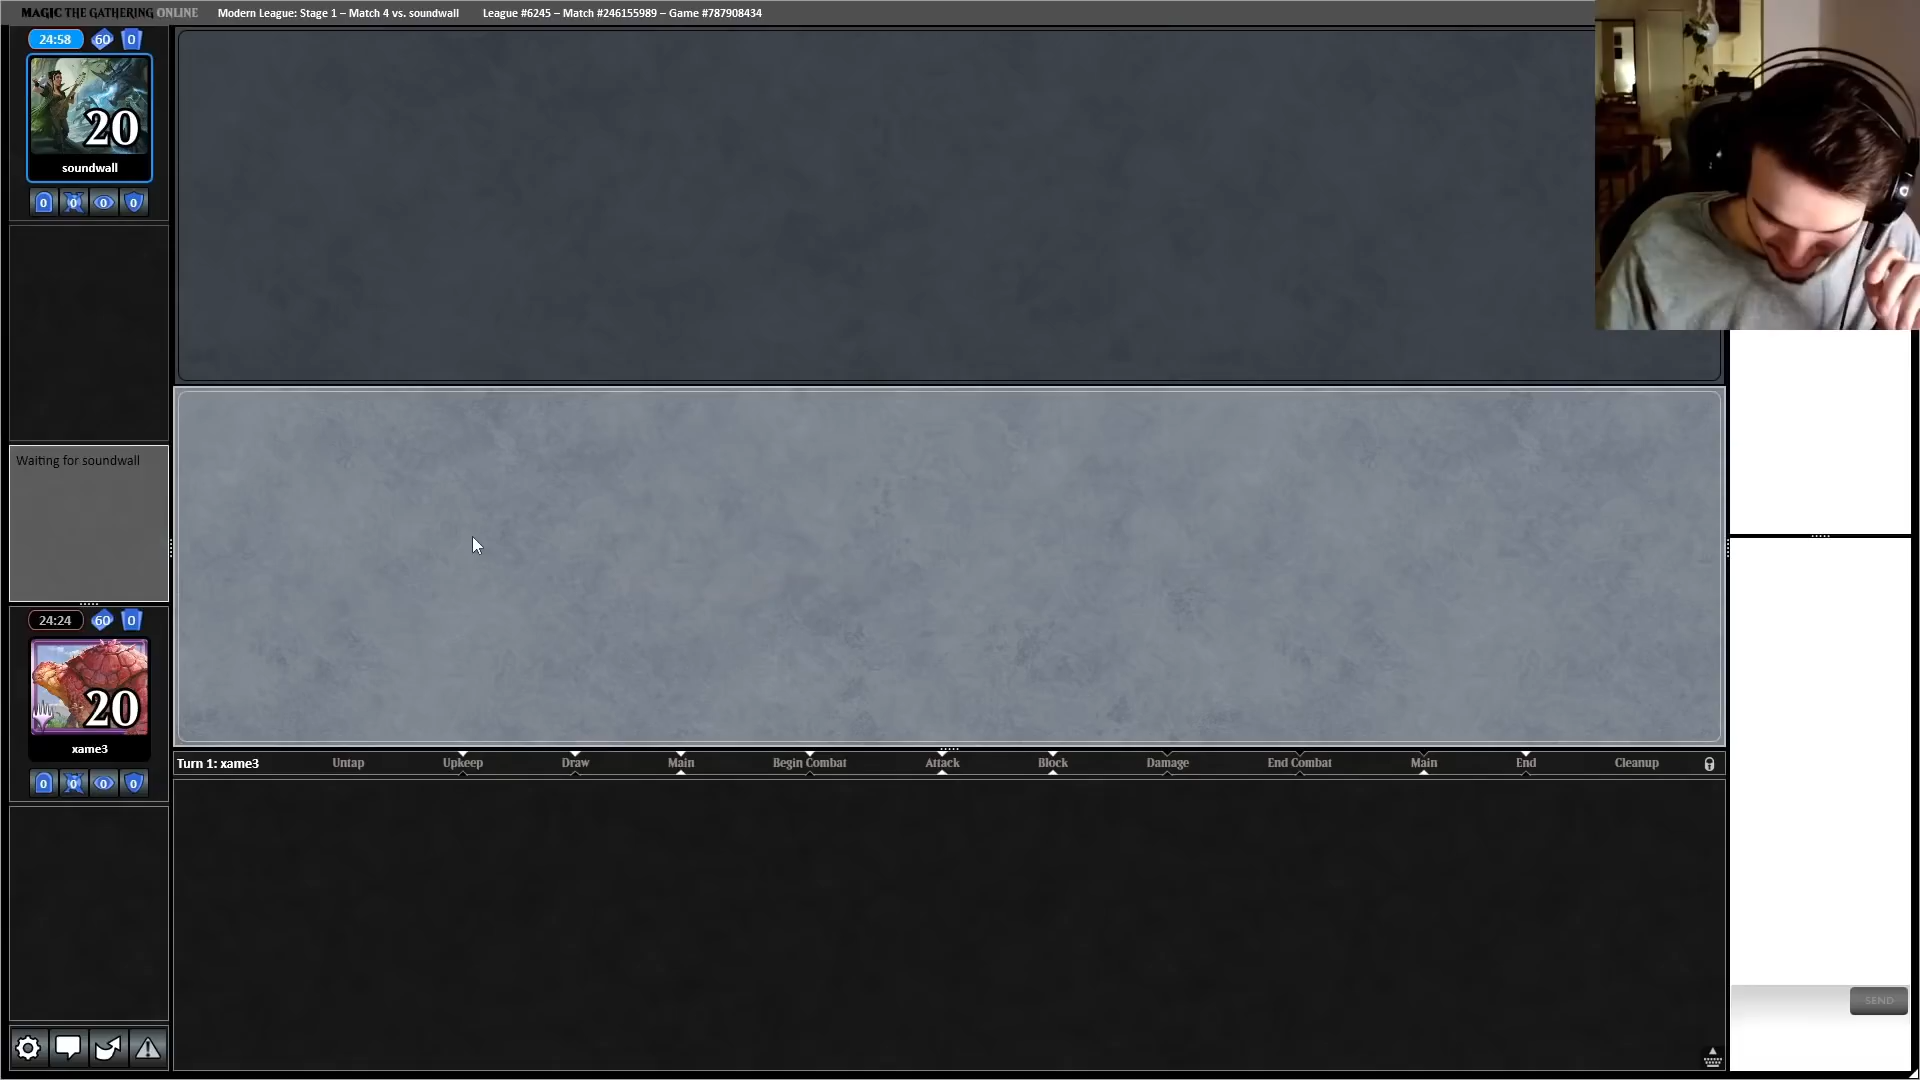 MAGIC THE GATHERING ONLINE
Modern League: Stage 1 – Match 4 vs. soundwall
League #6245 – Match #246155989 – Game #787908434
24:58
60
0
20
soundwall
0
0
0
0
Waiting for soundwall
24:24
60
0
20
xame3
0
0
0
0
Turn 1: xame3
Untap
Upkeep
Draw
Main
Begin Combat
Attack
Block
Damage
End Combat
Main
End
Cleanup
SEND